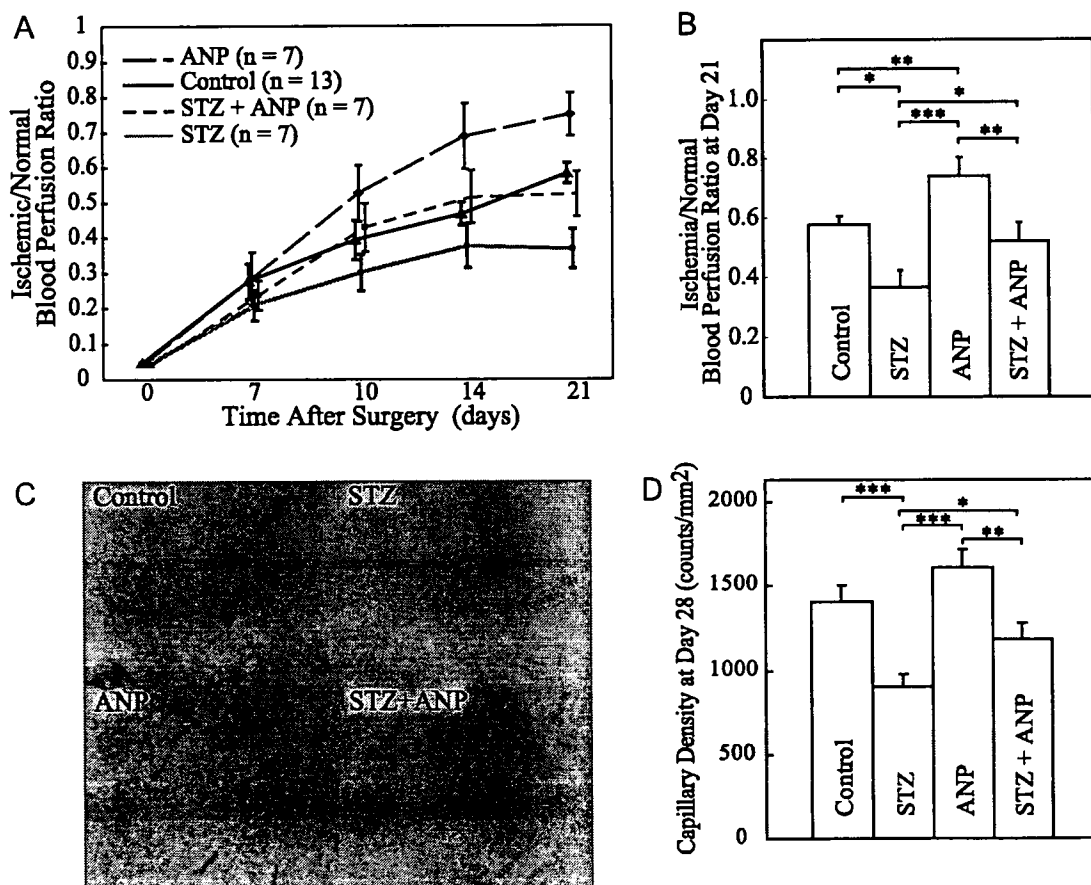 A
Ischemic/Normal
Blood Perfusion Ratio
1
0.9
0.8
0.7
0.6
0.5
0.4
0.3
0.2
0.1
0
ANP (n = 7)
Control (n = 13)
STZ + ANP (n = 7)
STZ (n = 7)
0 7 10 14 21
Time After Surgery (days)
B
Ischemia/Normal
Blood Perfusion Ratio at Day 21
1.0
0.8
0.6
0.4
0.2
0
**
*
*
***
**
Control
STZ
ANP
STZ + ANP
C
Control
STZ
ANP
STZ+ANP
D
Capillary Density at Day 28 (counts/mm²)
2000
1500
1000
500
0
***
*
***
**
Control
STZ
ANP
STZ + ANP